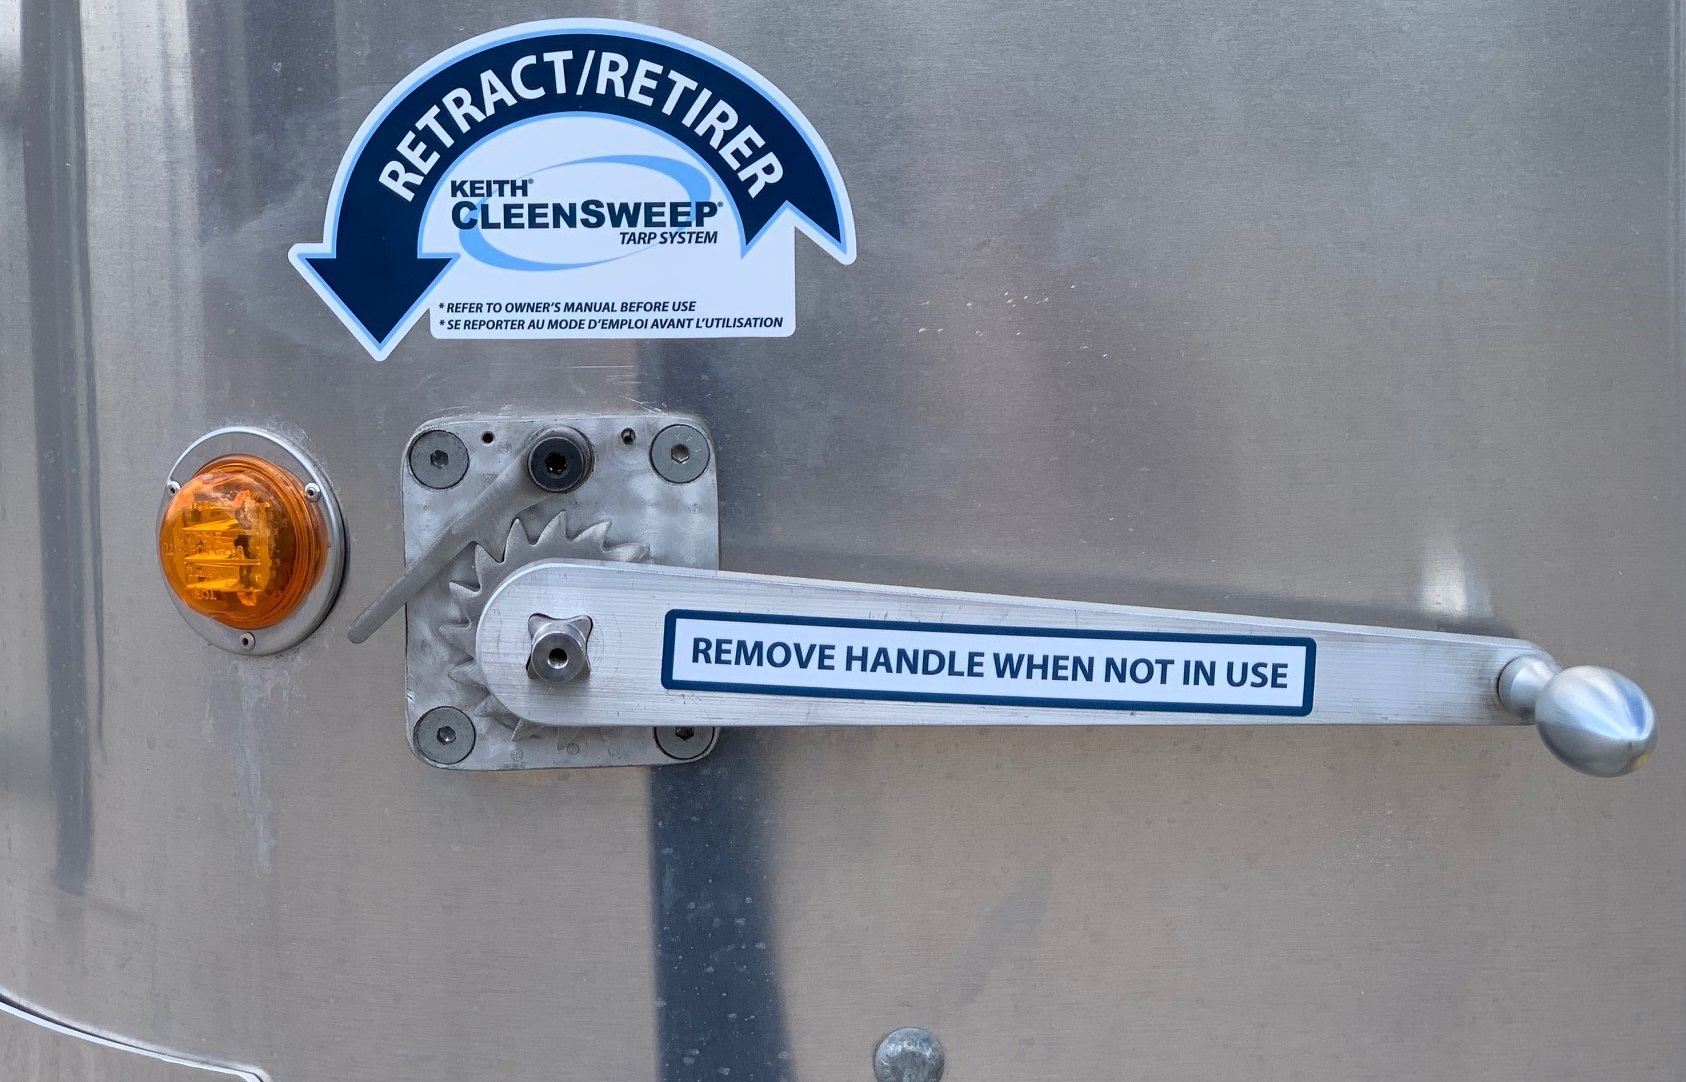 RETRACT/RETIRER
KEITH®
CLEENSWEEP®
TARP SYSTEM
* REFER TO OWNER'S MANUAL BEFORE USE
* SE REPORTER AU MODE D'EMPLOI AVANT L'UTILISATION
REMOVE HANDLE WHEN NOT IN USE